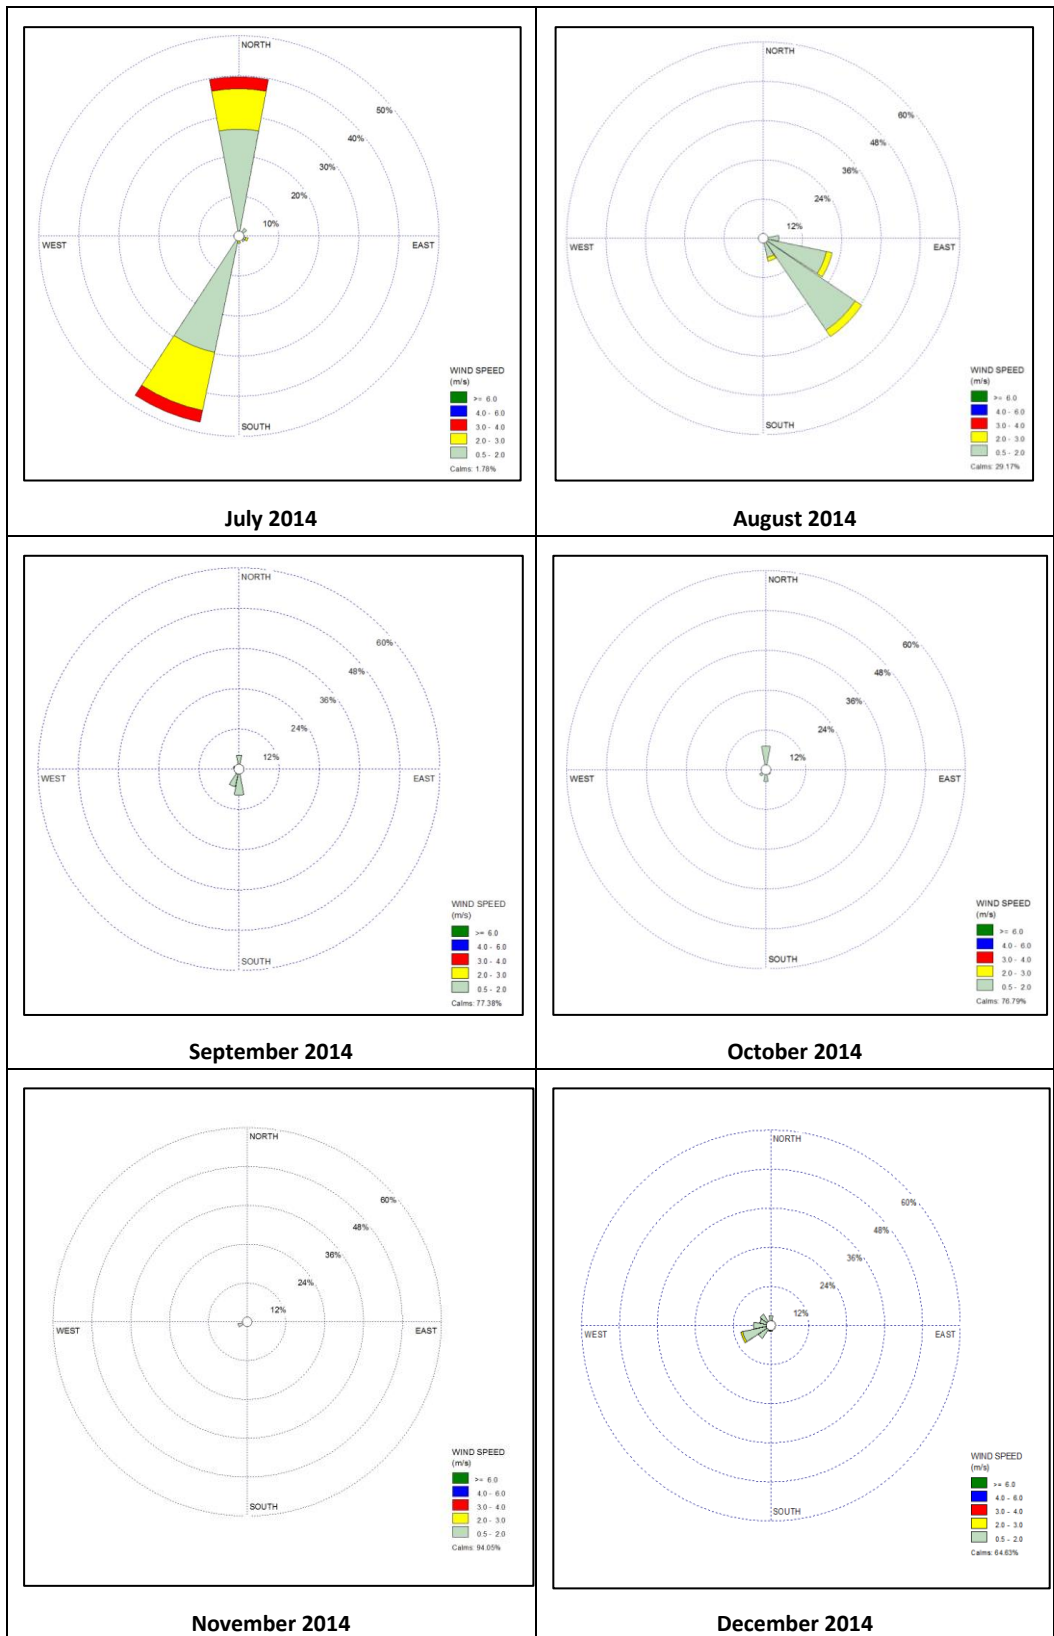 NORTH
50%
40%
30%
20%
10%
WEST
EAST
SOUTH
WIND SPEED
(m/s)
>= 6.0
4.0 - 6.0
3.0 - 4.0
2.0 - 3.0
0.5 - 2.0
Calms: 1.78%
July 2014
NORTH
60%
48%
36%
24%
12%
WEST
EAST
SOUTH
WIND SPEED
(m/s)
>= 6.0
4.0 - 6.0
3.0 - 4.0
2.0 - 3.0
0.5 - 2.0
Calms: 29.17%
August 2014
NORTH
60%
48%
36%
24%
12%
WEST
EAST
SOUTH
WIND SPEED
(m/s)
>= 6.0
4.0 - 6.0
3.0 - 4.0
2.0 - 3.0
0.5 - 2.0
Calms: 77.38%
September 2014
NORTH
60%
48%
36%
24%
12%
WEST
EAST
SOUTH
WIND SPEED
(m/s)
>= 6.0
4.0 - 6.0
3.0 - 4.0
2.0 - 3.0
0.5 - 2.0
Calms: 76.79%
October 2014
NORTH
60%
48%
36%
24%
12%
WEST
EAST
SOUTH
WIND SPEED
(m/s)
>= 6.0
4.0 - 6.0
3.0 - 4.0
2.0 - 3.0
0.5 - 2.0
Calms: 94.05%
November 2014
NORTH
60%
48%
36%
24%
12%
WEST
EAST
SOUTH
WIND SPEED
(m/s)
>= 6.0
4.0 - 6.0
3.0 - 4.0
2.0 - 3.0
0.5 - 2.0
Calms: 64.63%
December 2014